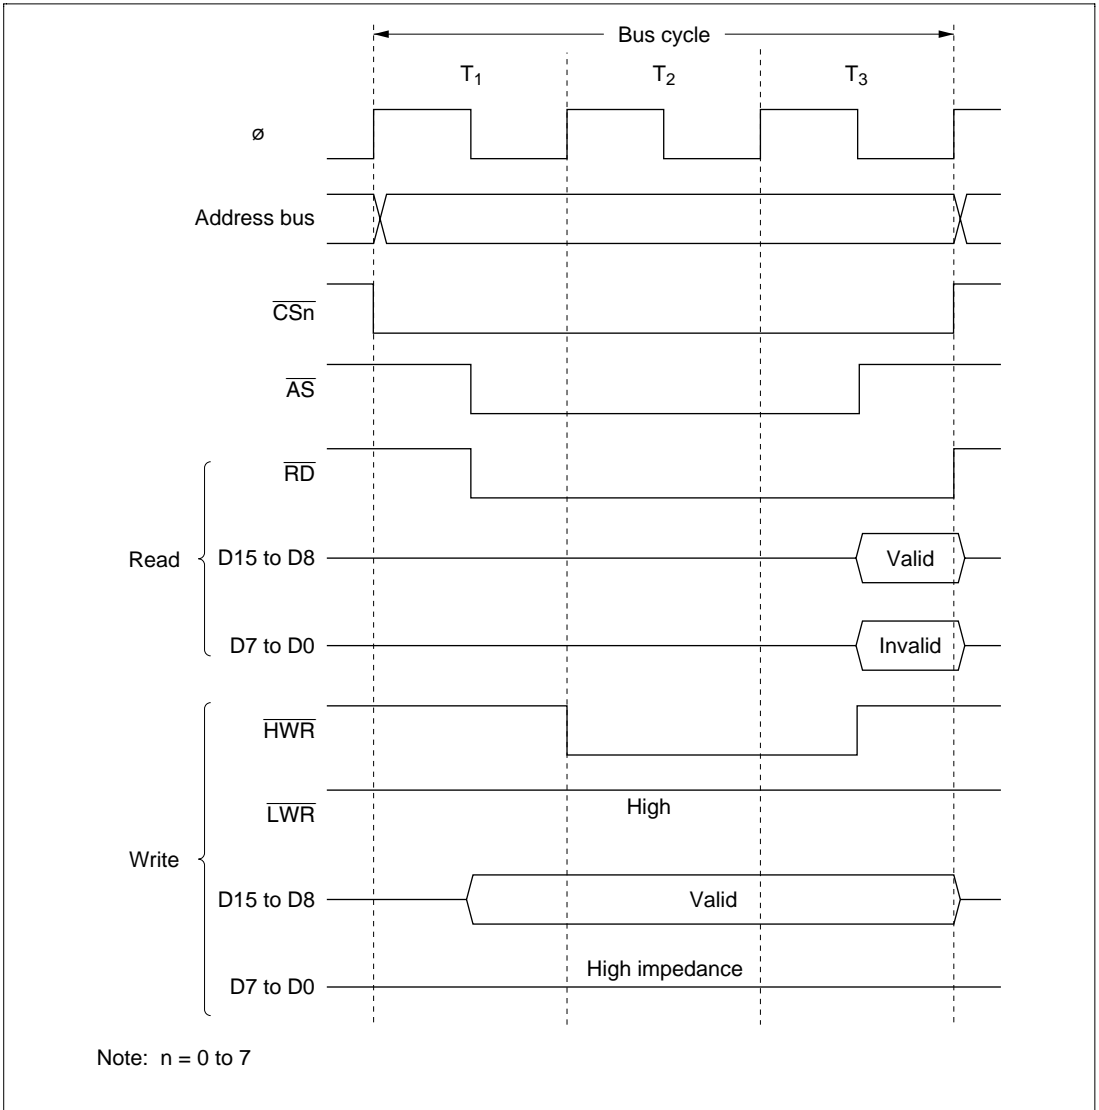 Bus cycle
T1 T2 T3
ø
Address bus
CSn
AS
RD
Read
D15 to D8
Valid
D7 to D0
Invalid
HWR
LWR
High
Write
D15 to D8
Valid
D7 to D0
High impedance
Note: n = 0 to 7